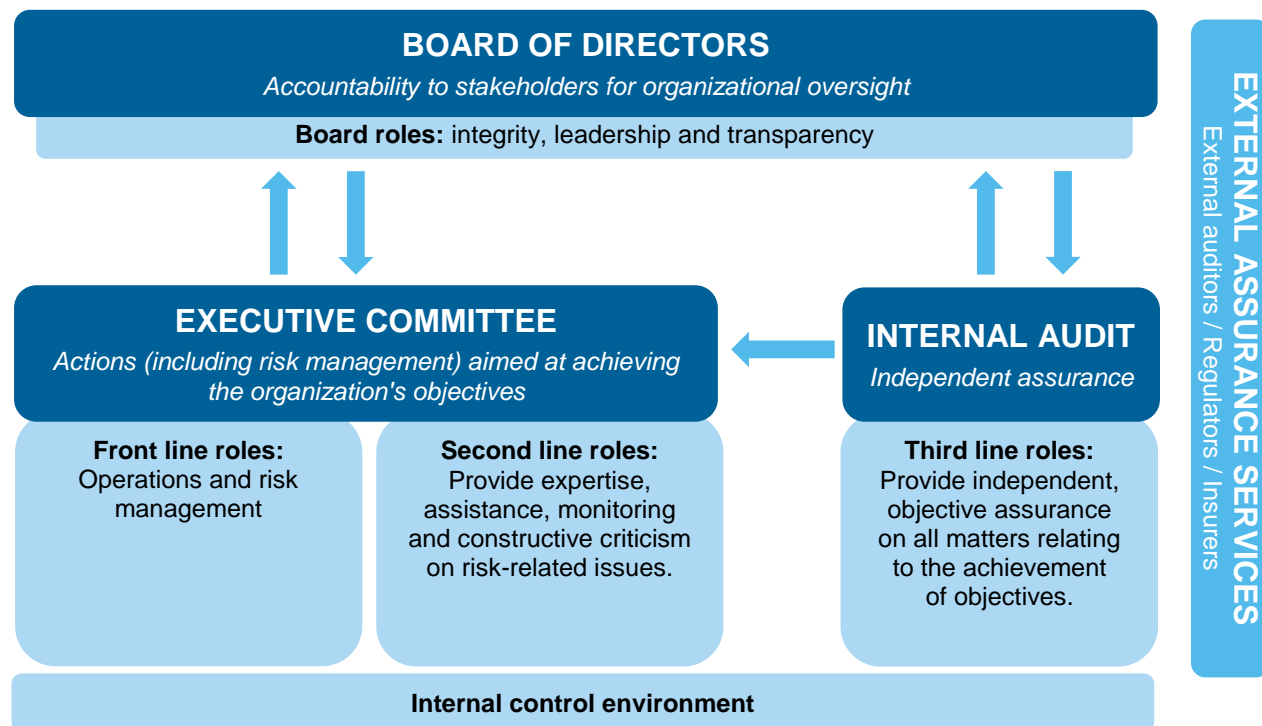 BOARD OF DIRECTORS
Accountability to stakeholders for organizational oversight
Board roles: integrity, leadership and transparency
EXECUTIVE COMMITTEE
Actions (including risk management) aimed at achieving
the organization's objectives
INTERNAL AUDIT
Independent assurance
Front line roles:
Operations and risk
management
Second line roles:
Provide expertise,
assistance, monitoring
and constructive criticism
on risk-related issues.
Third line roles:
Provide independent,
objective assurance
on all matters relating
to the achievement
of objectives.
Internal control environment
EXTERNAL ASSURANCE SERVICES
External auditors / Regulators / Insurers